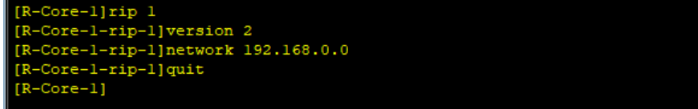 [R-Core-1]rip 1
[R-Core-1-rip-1]version 2
[R-Core-1-rip-1]network 192.168.0.0
[R-Core-1-rip-1]quit
[R-Core-1]